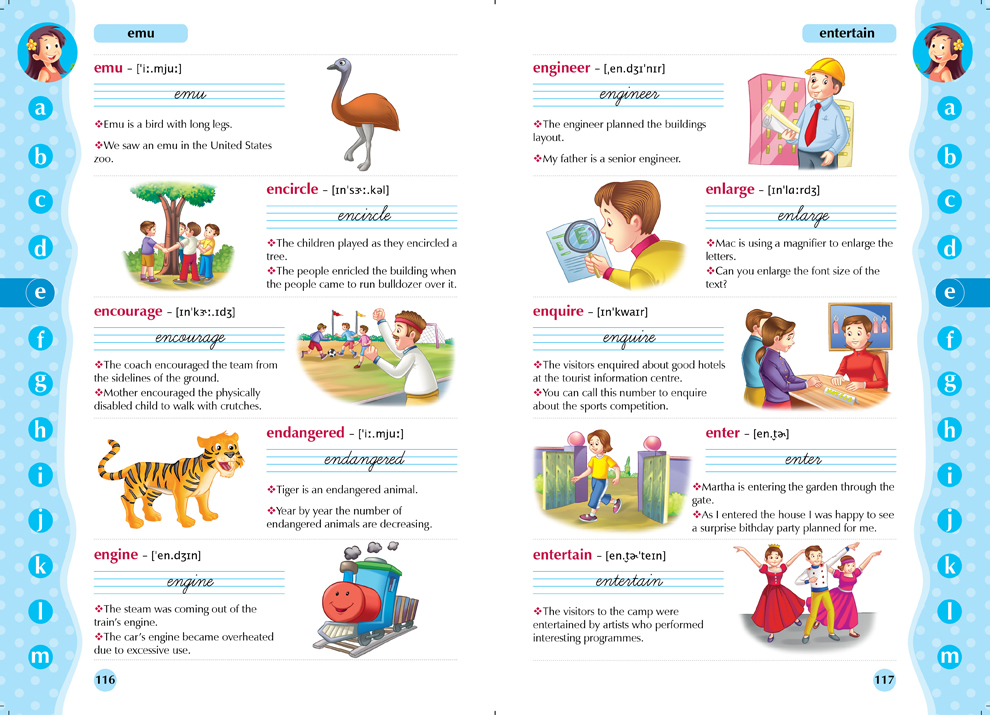 emu
emu – ['iː.mjuː]
emu
❖Emu is a bird with long legs.
❖We saw an emu in the United States
zoo.
encircle – [ɪnˈsɝː.kəl]
encircle
❖The children played as they encircled a
tree.
❖The people enricled the building when
the people came to run bulldozer over it.
encourage – [ɪnˈkɝː.ɪdʒ]
encourage
❖The coach encouraged the team from
the sidelines of the ground.
❖Mother encouraged the physically
disabled child to walk with crutches.
endangered – ['iː.mjuː]
endangered
❖Tiger is an endangered animal.
❖Year by year the number of
endangered animals are decreasing.
engine – [ˈen.dʒɪn]
engine
❖The steam was coming out of the
train's engine.
❖The car's engine became overheated
due to excessive use.
116
a
b
c
d
e
f
g
h
i
j
k
l
m
entertain
engineer – [ˌen.dʒɪˈnɪr]
engineer
❖The engineer planned the buildings
layout.
❖My father is a senior engineer.
enlarge – [ɪnˈlɑːrdʒ]
enlarge
❖Mac is using a magnifier to enlarge the
letters.
❖Can you enlarge the font size of the
text?
enquire – [ɪnˈkwaɪr]
enquire
❖The visitors enquired about good hotels
at the tourist information centre.
❖You can call this number to enquire
about the sports competition.
enter – [en.t̬ɚ]
enter
❖Martha is entering the garden through the
gate.
❖As I entered the house I was happy to see
a surprise bithday party planned for me.
entertain – [en.t̬ɚˈteɪn]
entertain
❖The visitors to the camp were
entertained by artists who performed
interesting programmes.
117
a
b
c
d
e
f
g
h
i
j
k
l
m